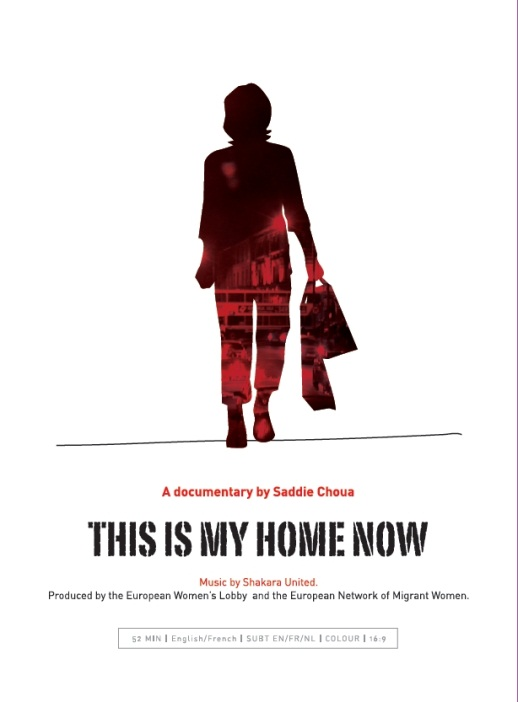 A documentary by Saddie Choua
THIS IS MY HOME NOW
Music by Shakara United.
Produced by the European Women's Lobby and the European Network of Migrant Women.
52 MIN | English/French | SUBT EN/FR/NL | COLOUR | 16:9